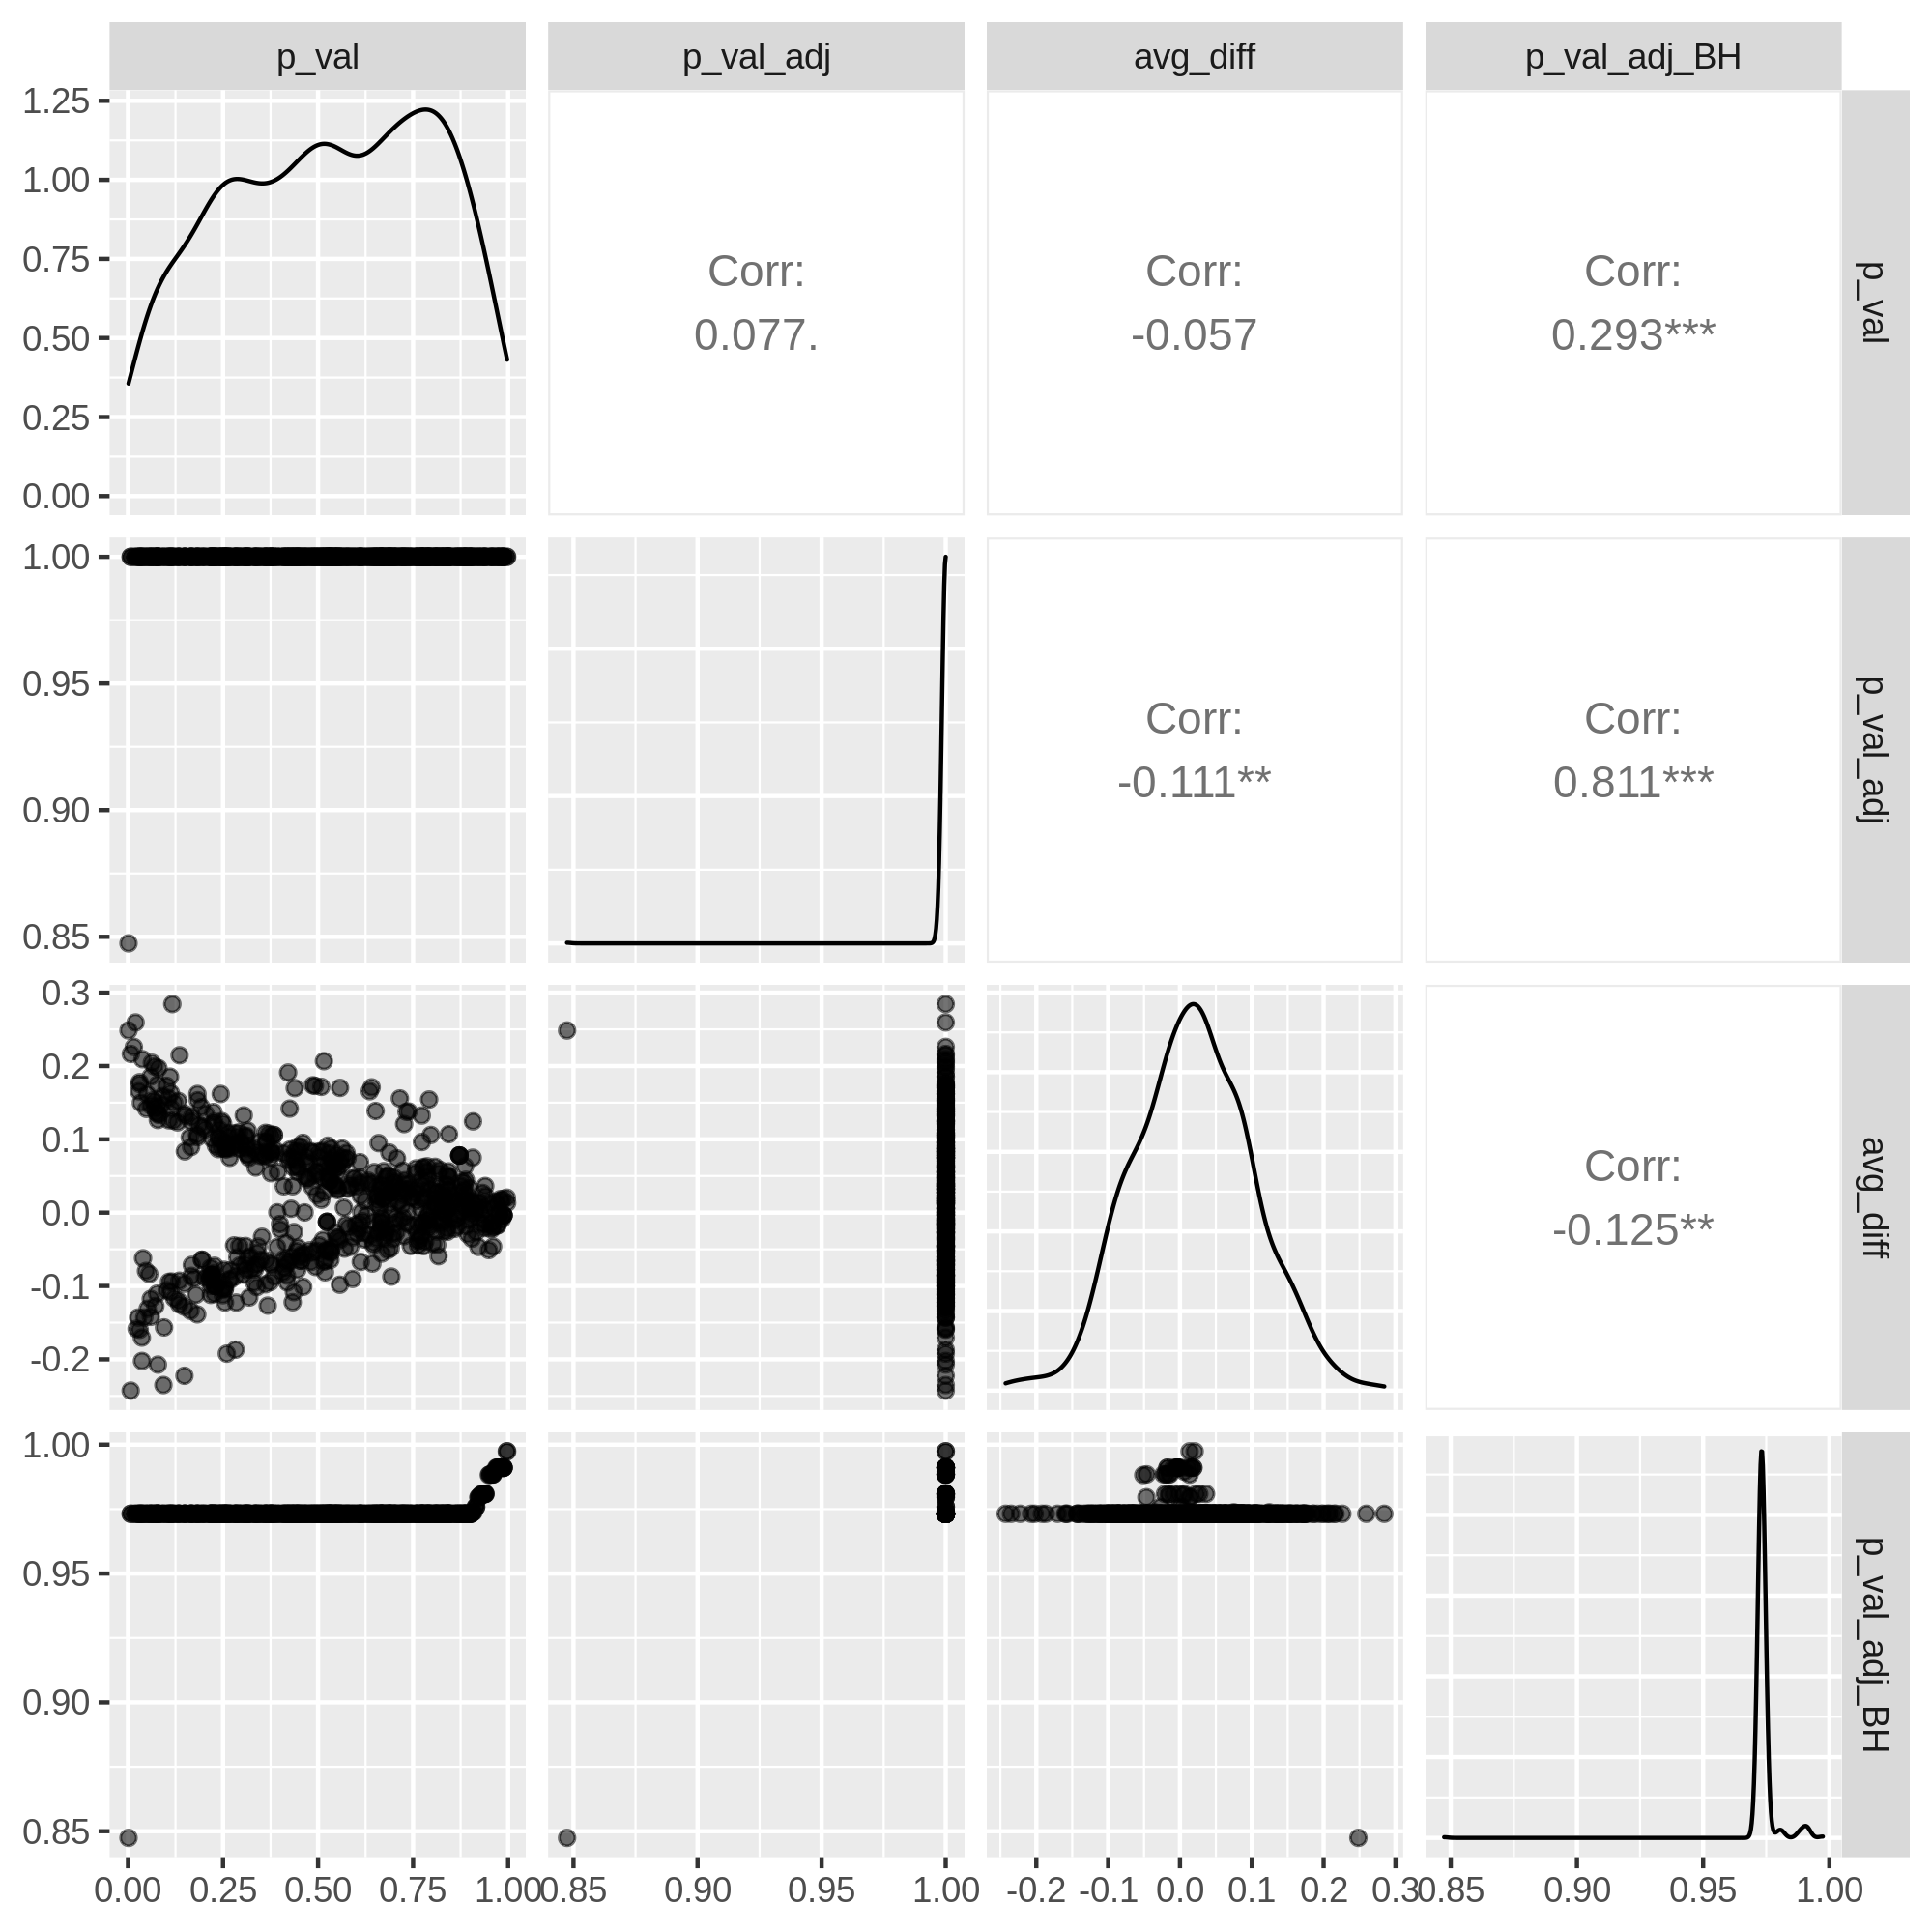 p_val
p_val_adj
avg_diff
p_val_adj_BH
1.25
1.00
0.75
0.50
0.25
0.00
Corr:
0.077.
Corr:
-0.057
Corr:
0.293***
p_val
1.00
0.95
0.90
0.85
Corr:
-0.111**
Corr:
0.811***
p_val_adj
0.3
0.2
0.1
0.0
-0.1
-0.2
Corr:
-0.125**
avg_diff
1.00
0.95
0.90
0.85
p_val_adj_BH
0.00 0.25 0.50 0.75 1.00
0.85 0.90 0.95 1.00
-0.2 -0.1 0.0 0.1 0.2 0.3
0.85 0.90 0.95 1.00